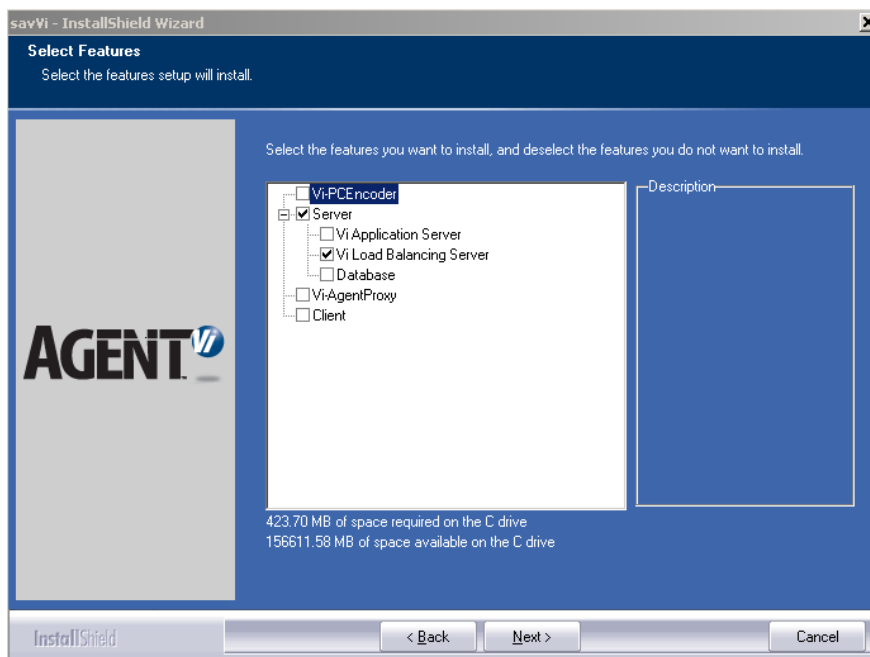 savVi - InstallShield Wizard
Select Features
Select the features setup will install.
Select the features you want to install, and deselect the features you do not want to install.
Vi-PCEncoder
Server
Vi Application Server
Vi Load Balancing Server
Database
Vi-AgentProxy
Client
Description
AGENT Vi
423.70 MB of space required on the C drive
156611.58 MB of space available on the C drive
InstallShield
< Back
Next >
Cancel